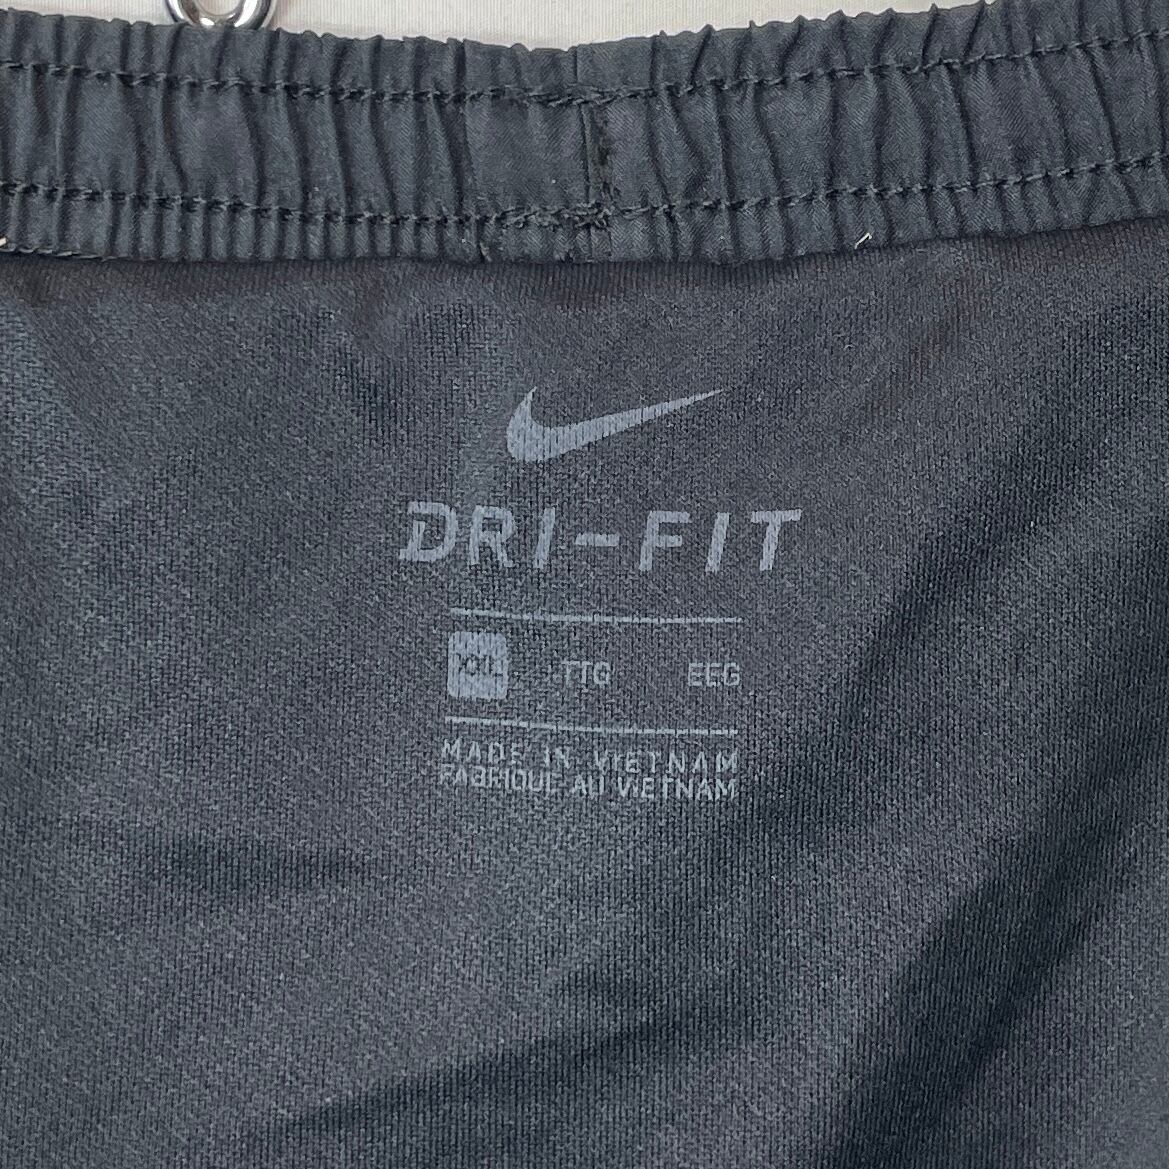 DRI-FIT
XXL TTG EEG
MADE IN VIETNAM
FABRIQUÉ AU VIETNAM